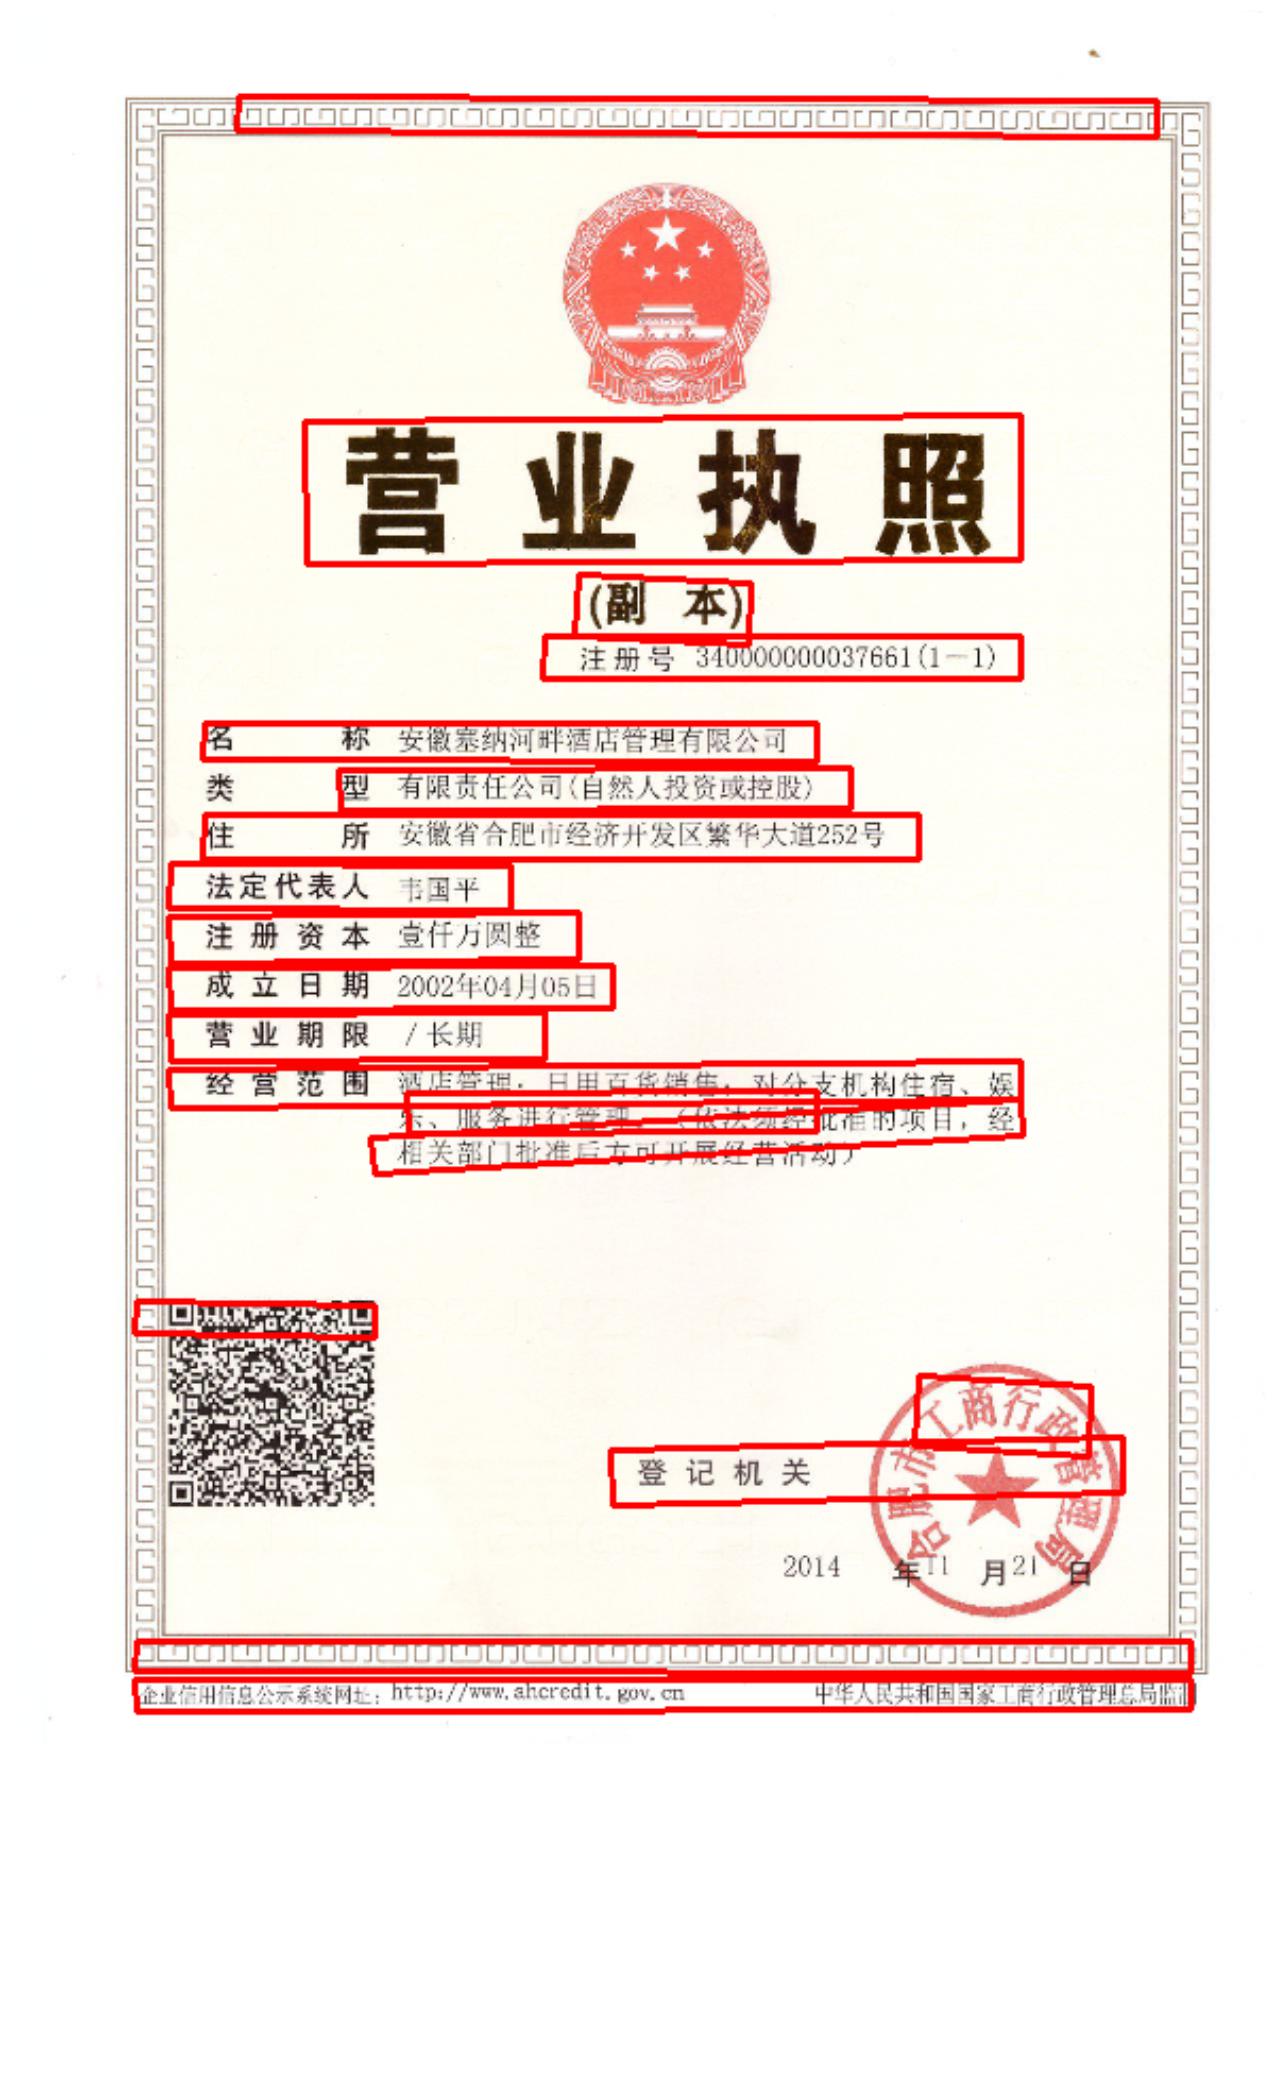 营业执照
(副 本)
注册号 340000000037661(1-1)
名 称 安徽塞纳河畔酒店管理有限公司
类 型 有限责任公司(自然人投资或控股)
住 所 安徽省合肥市经济开发区繁华大道252号
法定代表人 韦国平
注册资本 壹仟万圆整
成立日期 2002年04月05日
营业期限 / 长期
经营范围 酒店管理,日用百货销售,对分支机构住宿、娱
乐、服务进行管理。(依法须经批准的项目,经
相关部门批准后方可开展经营活动)
合肥市工商行政管理局
登记机关
2014 年11 月21 日
企业信用信息公示系统网址:http://www.ahcredit.gov.cn 中华人民共和国国家工商行政管理总局监制